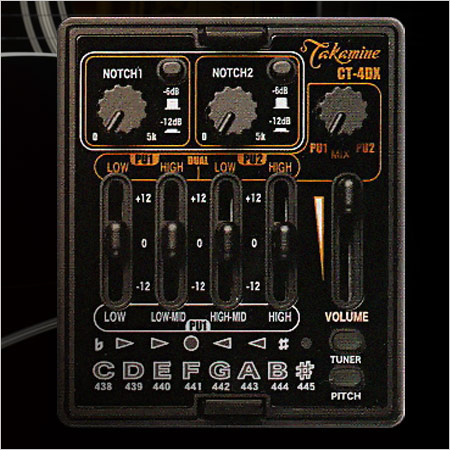 Takamine
CT-4DX
NOTCH1 NOTCH2
-6dB -6dB
-12dB -12dB
0 5k 0 5k
PU1 MIX PU2
PU1 DUAL PU2
LOW HIGH LOW HIGH
+12 +12 +12
0 0 0
-12 -12 -12
LOW LOW-MID HIGH-MID HIGH
VOLUME
PU1
♭ ▷ ▷ ◁ ◁ #
TUNER
C D E F G A B #
438 439 440 441 442 443 444 445
PITCH